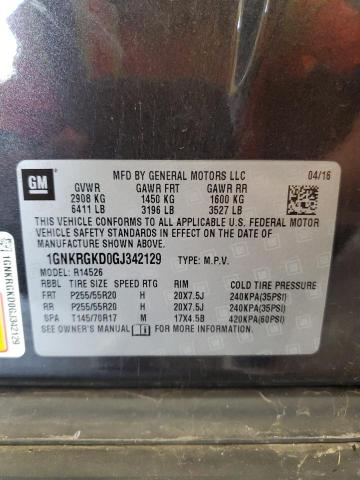 GM
MFD BY GENERAL MOTORS LLC 04/16
GVWR GAWR FRT GAWR RR
2908 KG 1450 KG 1600 KG
6411 LB 3196 LB 3527 LB
THIS VEHICLE CONFORMS TO ALL APPLICABLE U.S. FEDERAL MOTOR
VEHICLE SAFETY AND THEFT PREVENTION STANDARDS IN
EFFECT ON THE DATE OF MANUFACTURE SHOWN ABOVE.
1GNKRGKD0GJ342129 TYPE: M.P.V.
MODEL: R14526
RBBL TIRE SIZE SPEED RTG RIM COLD TIRE PRESSURE
FRT P255/55R20 H 20X7.5J 240KPA(35PSI)
RR P255/55R20 H 20X7.5J 240KPA(35PSI)
SPA T145/70R17 M 17X4.5B 420KPA(60PSI)
SEE OWNER'S MANUAL FOR MORE INFORMATION
1GNKRGKD0GJ342129